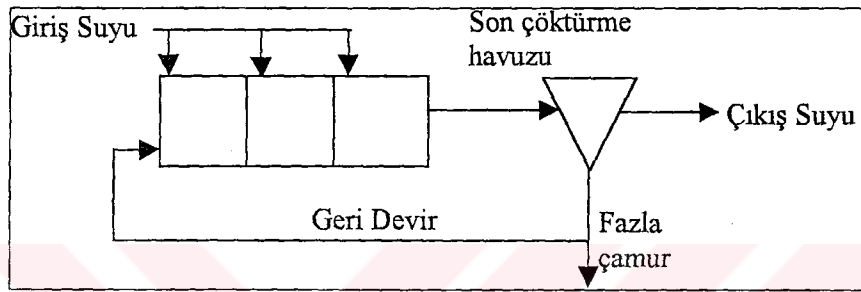 Giriş Suyu
Son çöktürme
havuzu
Çıkış Suyu
Geri Devir
Fazla
çamur